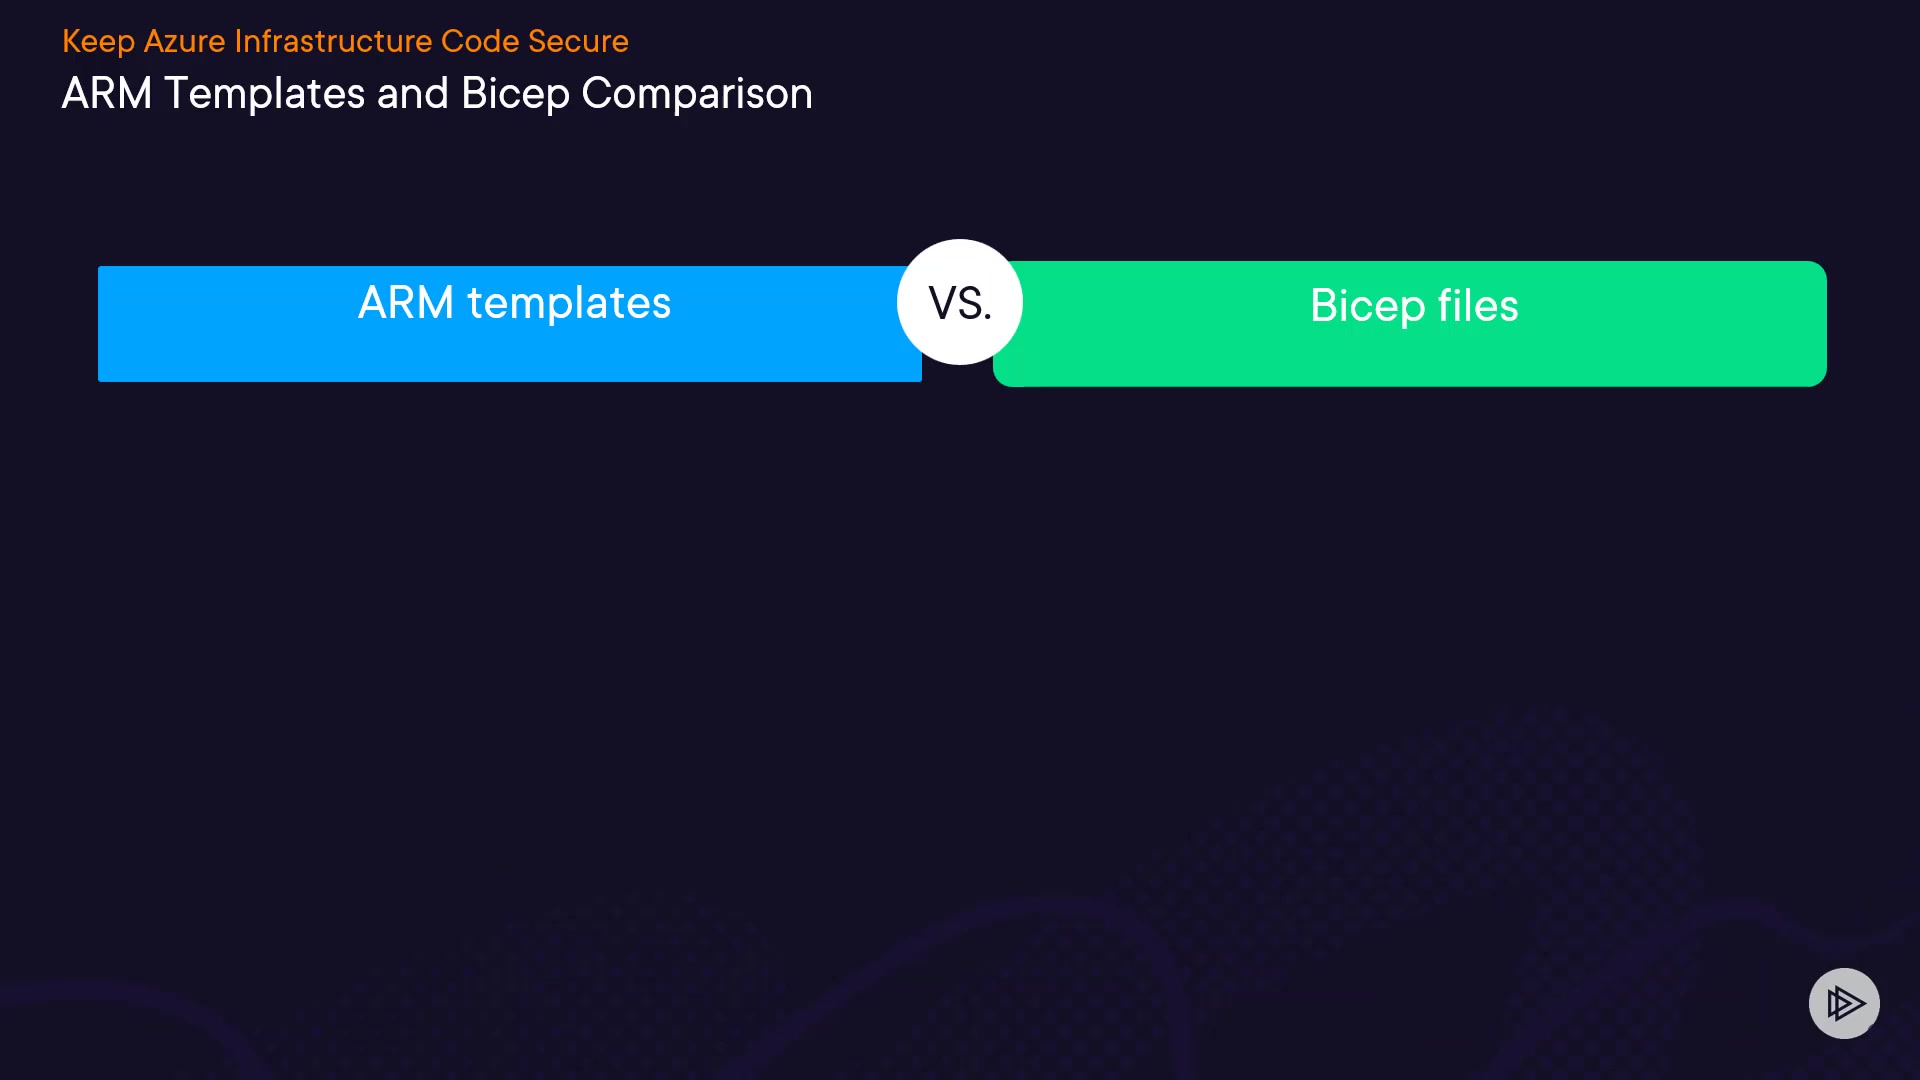 Keep Azure Infrastructure Code Secure
ARM Templates and Bicep Comparison
ARM templates
VS.
Bicep files